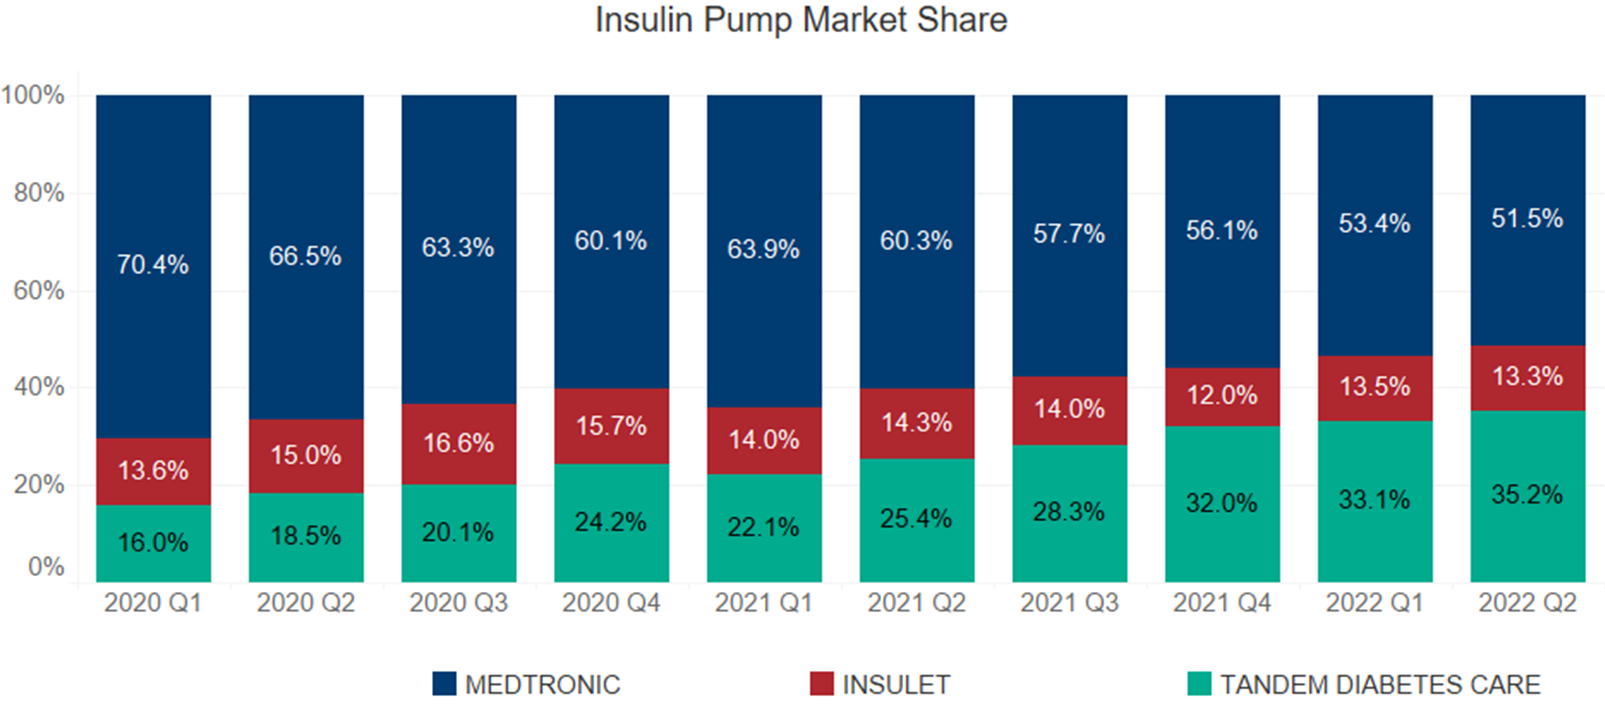 Insulin Pump Market Share
100%
80%
60%
40%
20%
0%
70.4% 66.5% 63.3% 60.1% 63.9% 60.3% 57.7% 56.1% 53.4% 51.5%
13.6% 15.0% 16.6% 15.7% 14.0% 14.3% 14.0% 12.0% 13.5% 13.3%
16.0% 18.5% 20.1% 24.2% 22.1% 25.4% 28.3% 32.0% 33.1% 35.2%
2020 Q1 2020 Q2 2020 Q3 2020 Q4 2021 Q1 2021 Q2 2021 Q3 2021 Q4 2022 Q1 2022 Q2
MEDTRONIC INSULET TANDEM DIABETES CARE